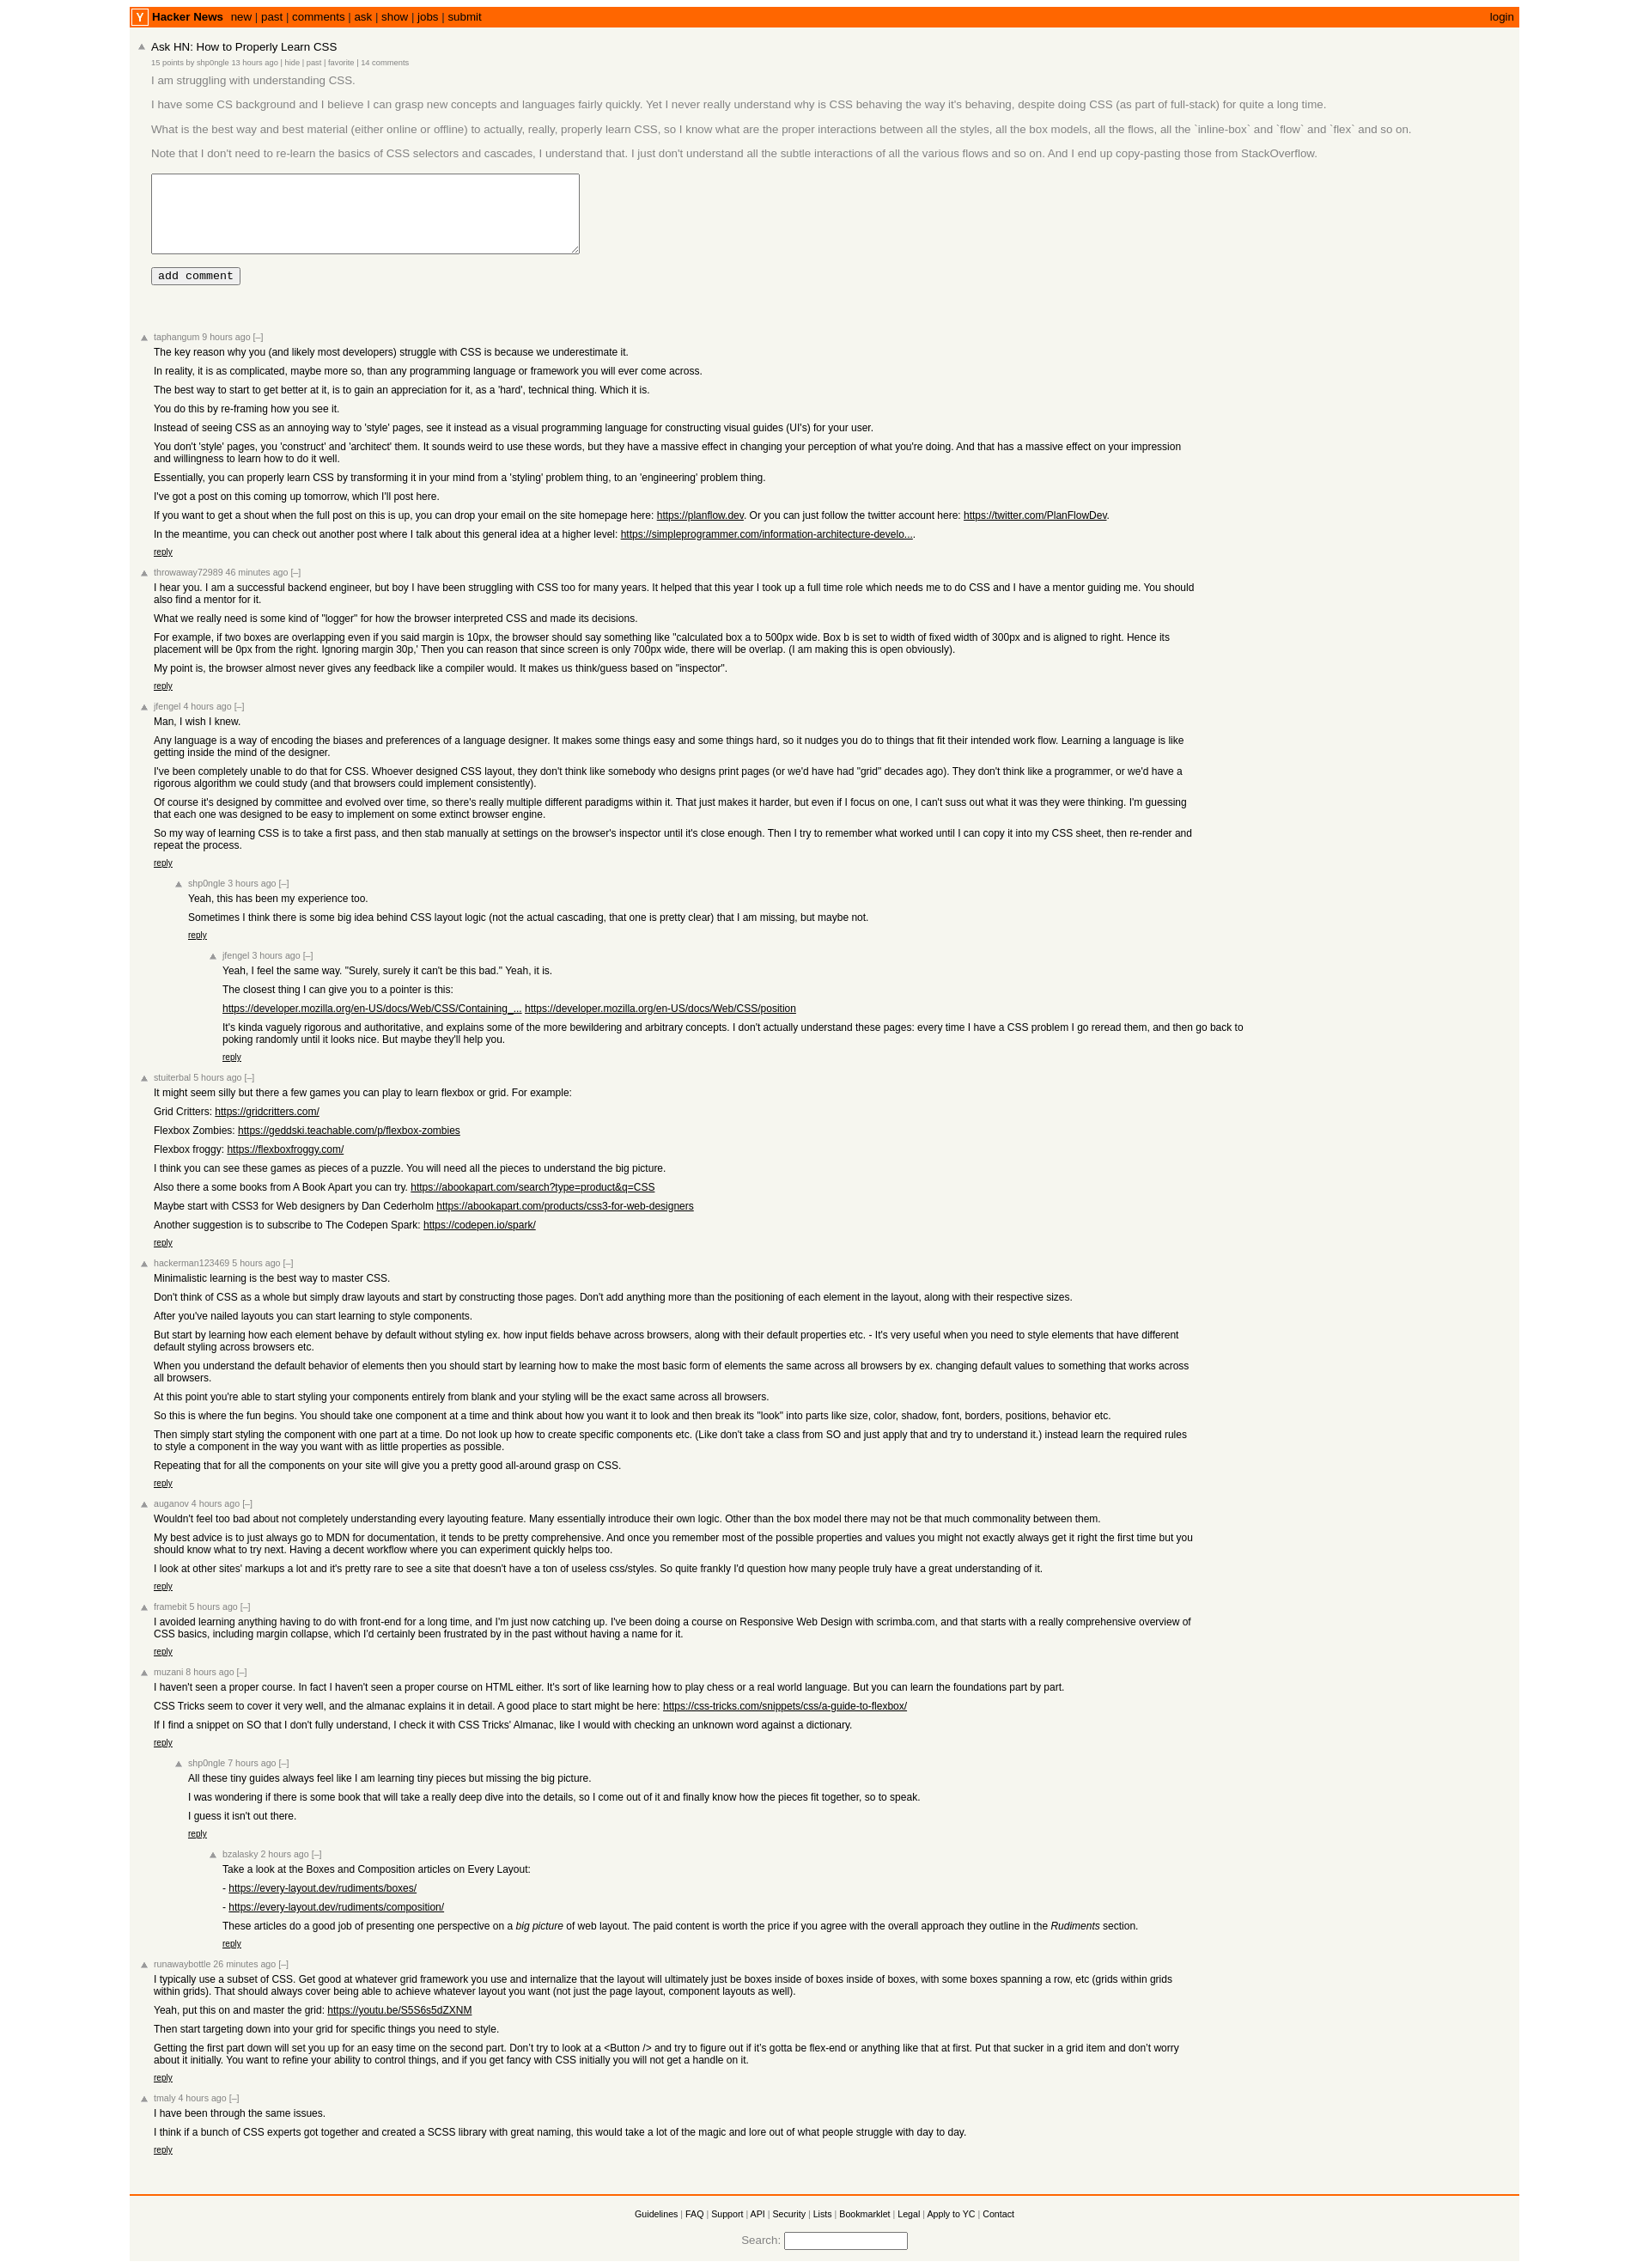 Y Hacker News new | past | comments | ask | show | jobs | submit login
Ask HN: How to Properly Learn CSS
15 points by shp0ngle 13 hours ago | hide | past | favorite | 14 comments
I am struggling with understanding CSS.
I have some CS background and I believe I can grasp new concepts and languages fairly quickly. Yet I never really understand why is CSS behaving the way it's behaving, despite doing CSS (as part of full-stack) for quite a long time.
What is the best way and best material (either online or offline) to actually, really, properly learn CSS, so I know what are the proper interactions between all the styles, all the box models, all the flows, all the `inline-box` and `flow` and `flex` and so on.
Note that I don't need to re-learn the basics of CSS selectors and cascades, I understand that. I just don't understand all the subtle interactions of all the various flows and so on. And I end up copy-pasting those from StackOverflow.
add comment
taphangum 9 hours ago [–]
The key reason why you (and likely most developers) struggle with CSS is because we underestimate it.
In reality, it is as complicated, maybe more so, than any programming language or framework you will ever come across.
The best way to start to get better at it, is to gain an appreciation for it, as a 'hard', technical thing. Which it is.
You do this by re-framing how you see it.
Instead of seeing CSS as an annoying way to 'style' pages, see it instead as a visual programming language for constructing visual guides (UI's) for your user.
You don't 'style' pages, you 'construct' and 'architect' them. It sounds weird to use these words, but they have a massive effect in changing your perception of what you're doing. And that has a massive effect on your impression
and willingness to learn how to do it well.
Essentially, you can properly learn CSS by transforming it in your mind from a 'styling' problem thing, to an 'engineering' problem thing.
I've got a post on this coming up tomorrow, which I'll post here.
If you want to get a shout when the full post on this is up, you can drop your email on the site homepage here: https://planflow.dev. Or you can just follow the twitter account here: https://twitter.com/PlanFlowDev.
In the meantime, you can check out another post where I talk about this general idea at a higher level: https://simpleprogrammer.com/information-architecture-develo....
reply
throwaway72989 46 minutes ago [–]
I hear you. I am a successful backend engineer, but boy I have been struggling with CSS too for many years. It helped that this year I took up a full time role which needs me to do CSS and I have a mentor guiding me. You should
also find a mentor for it.
What we really need is some kind of "logger" for how the browser interpreted CSS and made its decisions.
For example, if two boxes are overlapping even if you said margin is 10px, the browser should say something like "calculated box a to 500px wide. Box b is set to width of fixed width of 300px and is aligned to right. Hence its
placement will be 0px from the right. Ignoring margin 30p,' Then you can reason that since screen is only 700px wide, there will be overlap. (I am making this is open obviously).
My point is, the browser almost never gives any feedback like a compiler would. It makes us think/guess based on "inspector".
reply
jfengel 4 hours ago [–]
Man, I wish I knew.
Any language is a way of encoding the biases and preferences of a language designer. It makes some things easy and some things hard, so it nudges you do to things that fit their intended work flow. Learning a language is like
getting inside the mind of the designer.
I've been completely unable to do that for CSS. Whoever designed CSS layout, they don't think like somebody who designs print pages (or we'd have had "grid" decades ago). They don't think like a programmer, or we'd have a
rigorous algorithm we could study (and that browsers could implement consistently).
Of course it's designed by committee and evolved over time, so there's really multiple different paradigms within it. That just makes it harder, but even if I focus on one, I can't suss out what it was they were thinking. I'm guessing
that each one was designed to be easy to implement on some extinct browser engine.
So my way of learning CSS is to take a first pass, and then stab manually at settings on the browser's inspector until it's close enough. Then I try to remember what worked until I can copy it into my CSS sheet, then re-render and
repeat the process.
reply
shp0ngle 3 hours ago [–]
Yeah, this has been my experience too.
Sometimes I think there is some big idea behind CSS layout logic (not the actual cascading, that one is pretty clear) that I am missing, but maybe not.
reply
jfengel 3 hours ago [–]
Yeah, I feel the same way. "Surely, surely it can't be this bad." Yeah, it is.
The closest thing I can give you to a pointer is this:
https://developer.mozilla.org/en-US/docs/Web/CSS/Containing_... https://developer.mozilla.org/en-US/docs/Web/CSS/position
It's kinda vaguely rigorous and authoritative, and explains some of the more bewildering and arbitrary concepts. I don't actually understand these pages: every time I have a CSS problem I go reread them, and then go back to
poking randomly until it looks nice. But maybe they'll help you.
reply
stuiterbal 5 hours ago [–]
It might seem silly but there a few games you can play to learn flexbox or grid. For example:
Grid Critters: https://gridcritters.com/
Flexbox Zombies: https://geddski.teachable.com/p/flexbox-zombies
Flexbox froggy: https://flexboxfroggy.com/
I think you can see these games as pieces of a puzzle. You will need all the pieces to understand the big picture.
Also there a some books from A Book Apart you can try. https://abookapart.com/search?type=product&q=CSS
Maybe start with CSS3 for Web designers by Dan Cederholm https://abookapart.com/products/css3-for-web-designers
Another suggestion is to subscribe to The Codepen Spark: https://codepen.io/spark/
reply
hackerman123469 5 hours ago [–]
Minimalistic learning is the best way to master CSS.
Don't think of CSS as a whole but simply draw layouts and start by constructing those pages. Don't add anything more than the positioning of each element in the layout, along with their respective sizes.
After you've nailed layouts you can start learning to style components.
But start by learning how each element behave by default without styling ex. how input fields behave across browsers, along with their default properties etc. - It's very useful when you need to style elements that have different
default styling across browsers etc.
When you understand the default behavior of elements then you should start by learning how to make the most basic form of elements the same across all browsers by ex. changing default values to something that works across
all browsers.
At this point you're able to start styling your components entirely from blank and your styling will be the exact same across all browsers.
So this is where the fun begins. You should take one component at a time and think about how you want it to look and then break its "look" into parts like size, color, shadow, font, borders, positions, behavior etc.
Then simply start styling the component with one part at a time. Do not look up how to create specific components etc. (Like don't take a class from SO and just apply that and try to understand it.) instead learn the required rules
to style a component in the way you want with as little properties as possible.
Repeating that for all the components on your site will give you a pretty good all-around grasp on CSS.
reply
auganov 4 hours ago [–]
Wouldn't feel too bad about not completely understanding every layouting feature. Many essentially introduce their own logic. Other than the box model there may not be that much commonality between them.
My best advice is to just always go to MDN for documentation, it tends to be pretty comprehensive. And once you remember most of the possible properties and values you might not exactly always get it right the first time but you
should know what to try next. Having a decent workflow where you can experiment quickly helps too.
I look at other sites' markups a lot and it's pretty rare to see a site that doesn't have a ton of useless css/styles. So quite frankly I'd question how many people truly have a great understanding of it.
reply
framebit 5 hours ago [–]
I avoided learning anything having to do with front-end for a long time, and I'm just now catching up. I've been doing a course on Responsive Web Design with scrimba.com, and that starts with a really comprehensive overview of
CSS basics, including margin collapse, which I'd certainly been frustrated by in the past without having a name for it.
reply
muzani 8 hours ago [–]
I haven't seen a proper course. In fact I haven't seen a proper course on HTML either. It's sort of like learning how to play chess or a real world language. But you can learn the foundations part by part.
CSS Tricks seem to cover it very well, and the almanac explains it in detail. A good place to start might be here: https://css-tricks.com/snippets/css/a-guide-to-flexbox/
If I find a snippet on SO that I don't fully understand, I check it with CSS Tricks' Almanac, like I would with checking an unknown word against a dictionary.
reply
shp0ngle 7 hours ago [–]
All these tiny guides always feel like I am learning tiny pieces but missing the big picture.
I was wondering if there is some book that will take a really deep dive into the details, so I come out of it and finally know how the pieces fit together, so to speak.
I guess it isn't out there.
reply
bzalasky 2 hours ago [–]
Take a look at the Boxes and Composition articles on Every Layout:
- https://every-layout.dev/rudiments/boxes/
- https://every-layout.dev/rudiments/composition/
These articles do a good job of presenting one perspective on a big picture of web layout. The paid content is worth the price if you agree with the overall approach they outline in the Rudiments section.
reply
runawaybottle 26 minutes ago [–]
I typically use a subset of CSS. Get good at whatever grid framework you use and internalize that the layout will ultimately just be boxes inside of boxes inside of boxes, with some boxes spanning a row, etc (grids within grids
within grids). That should always cover being able to achieve whatever layout you want (not just the page layout, component layouts as well).
Yeah, put this on and master the grid: https://youtu.be/S5S6s5dZXNM
Then start targeting down into your grid for specific things you need to style.
Getting the first part down will set you up for an easy time on the second part. Don’t try to look at a <Button /> and try to figure out if it’s gotta be flex-end or anything like that at first. Put that sucker in a grid item and don’t worry
about it initially. You want to refine your ability to control things, and if you get fancy with CSS initially you will not get a handle on it.
reply
tmaly 4 hours ago [–]
I have been through the same issues.
I think if a bunch of CSS experts got together and created a SCSS library with great naming, this would take a lot of the magic and lore out of what people struggle with day to day.
reply
Guidelines | FAQ | Support | API | Security | Lists | Bookmarklet | Legal | Apply to YC | Contact
Search: